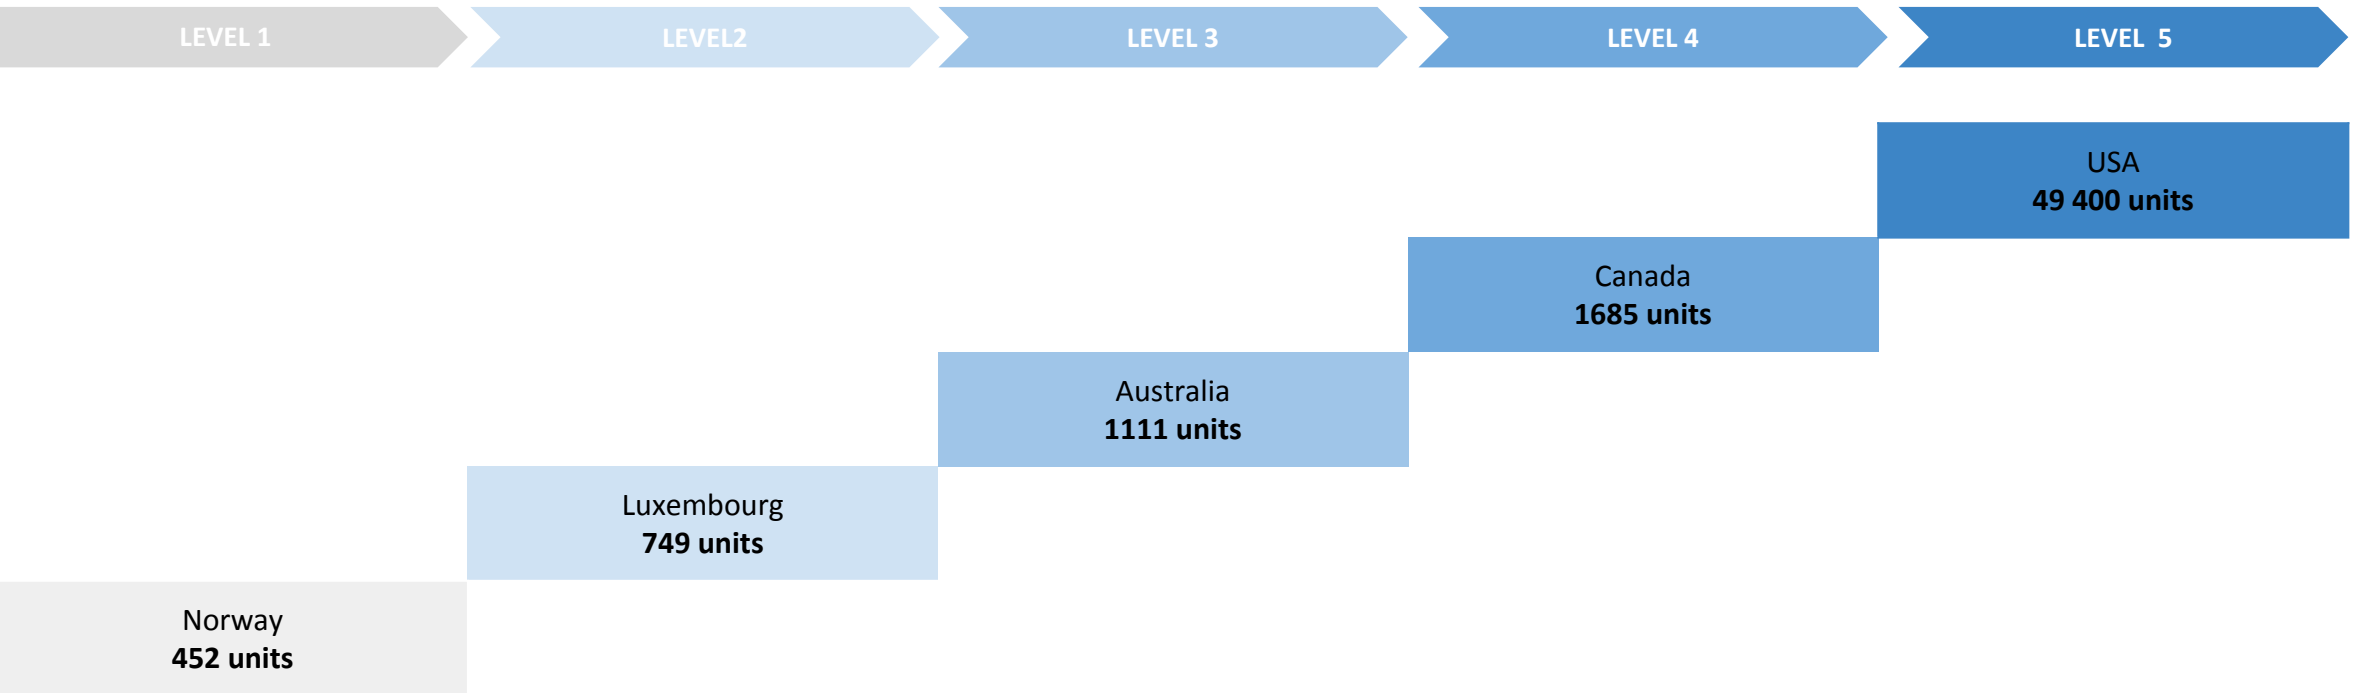 LEVEL 1
LEVEL2
LEVEL 3
LEVEL 4
LEVEL  5
USA
49 400 units
Canada
1685 units
Australia
1111 units
Luxembourg
749 units
Norway
452 units